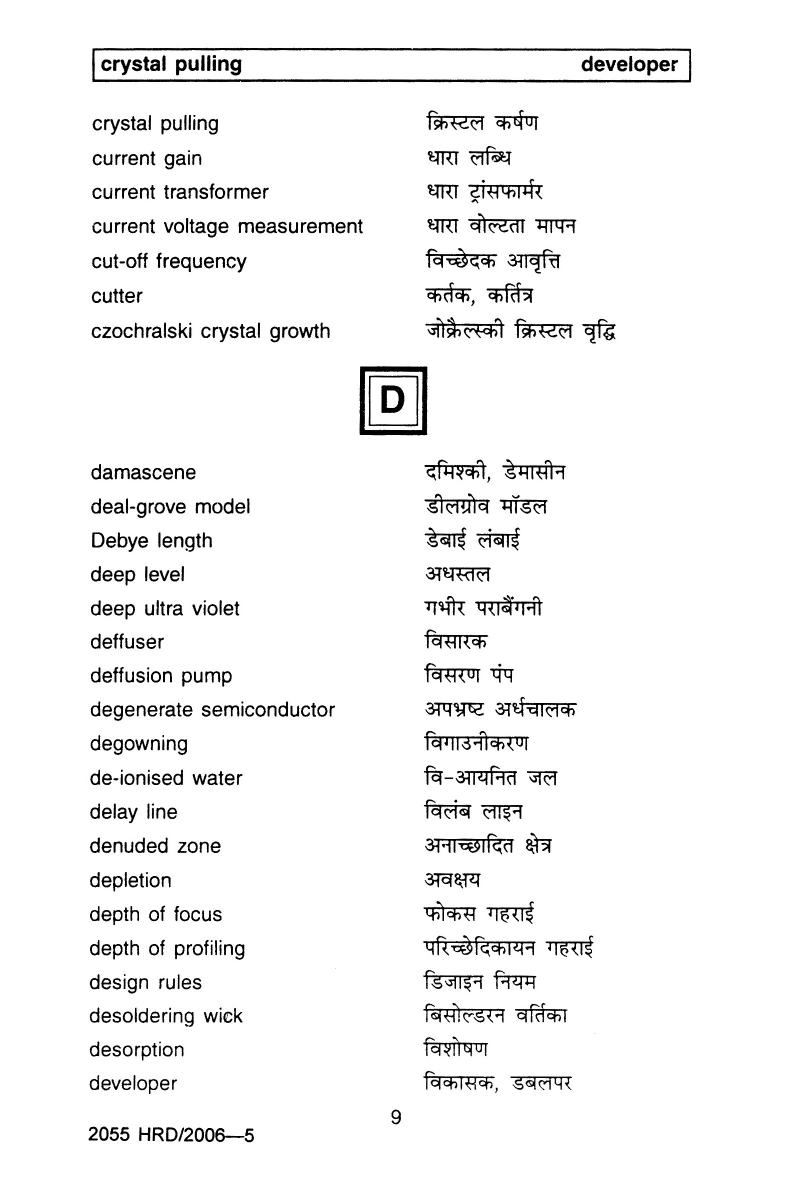 crystal pulling developer
crystal pulling क्रिस्टल कर्षण
current gain धारा लब्धि
current transformer धारा ट्रांसफार्मर
current voltage measurement धारा वोल्टता मापन
cut-off frequency विच्छेदक आवृत्ति
cutter कर्तक, कर्तित्र
czochralski crystal growth जोक्रैल्स्की क्रिस्टल वृद्धि
D
damascene दमिश्की, डेमासीन
deal-grove model डीलग्रोव मॉडल
Debye length डेबाई लंबाई
deep level अधस्तल
deep ultra violet गभीर पराबैंगनी
deffuser विसारक
deffusion pump विसरण पंप
degenerate semiconductor अपभ्रष्ट अर्धचालक
degowning विगाउनीकरण
de-ionised water वि-आयनित जल
delay line विलंब लाइन
denuded zone अनाच्छादित क्षेत्र
depletion अवक्षय
depth of focus फोकस गहराई
depth of profiling परिच्छेदिकायन गहराई
design rules डिजाइन नियम
desoldering wick बिसोल्डरन वर्तिका
desorption विशोषण
developer विकासक, डबलपर
9
2055 HRD/2006—5